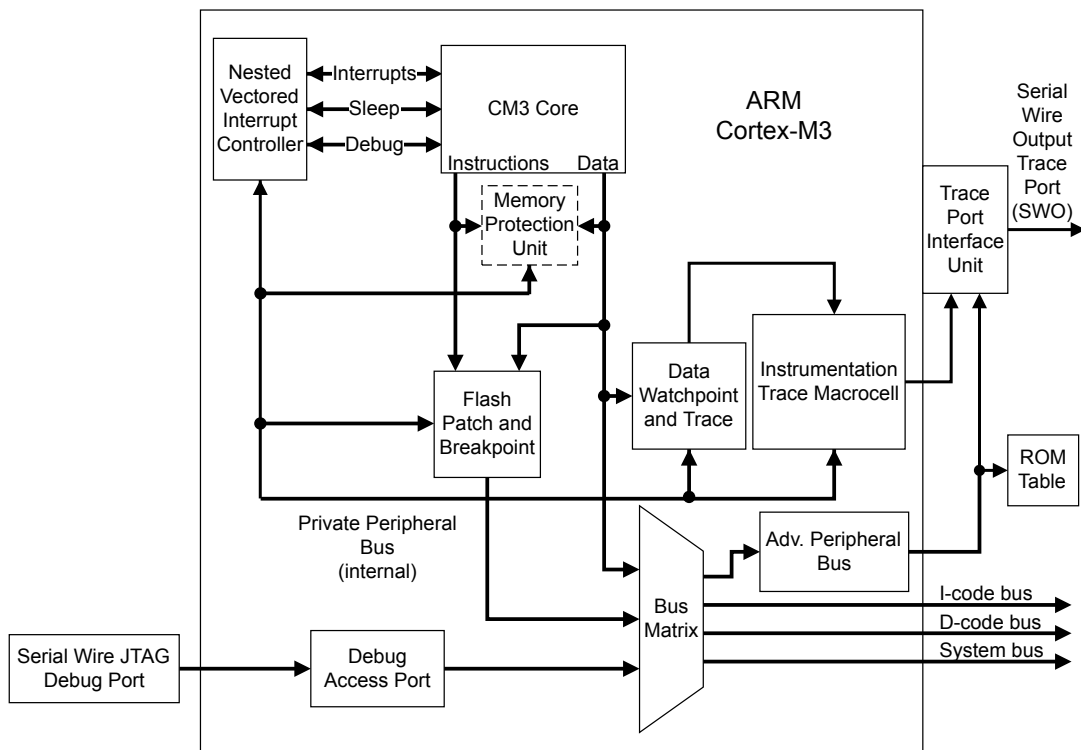 Nested
Vectored
Interrupt
Controller
Interrupts
Sleep
Debug
CM3 Core
Instructions
Data
ARM
Cortex-M3
Serial
Wire
Output
Trace
Port
(SWO)
Trace
Port
Interface
Unit
Memory
Protection
Unit
Flash
Patch and
Breakpoint
Data
Watchpoint
and Trace
Instrumentation
Trace Macrocell
ROM
Table
Private Peripheral
Bus
(internal)
Adv. Peripheral
Bus
Bus
Matrix
I-code bus
D-code bus
System bus
Serial Wire JTAG
Debug Port
Debug
Access Port